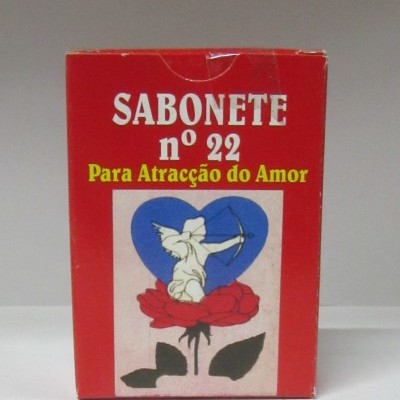 SABONETE
nº 22
Para Atracção do Amor